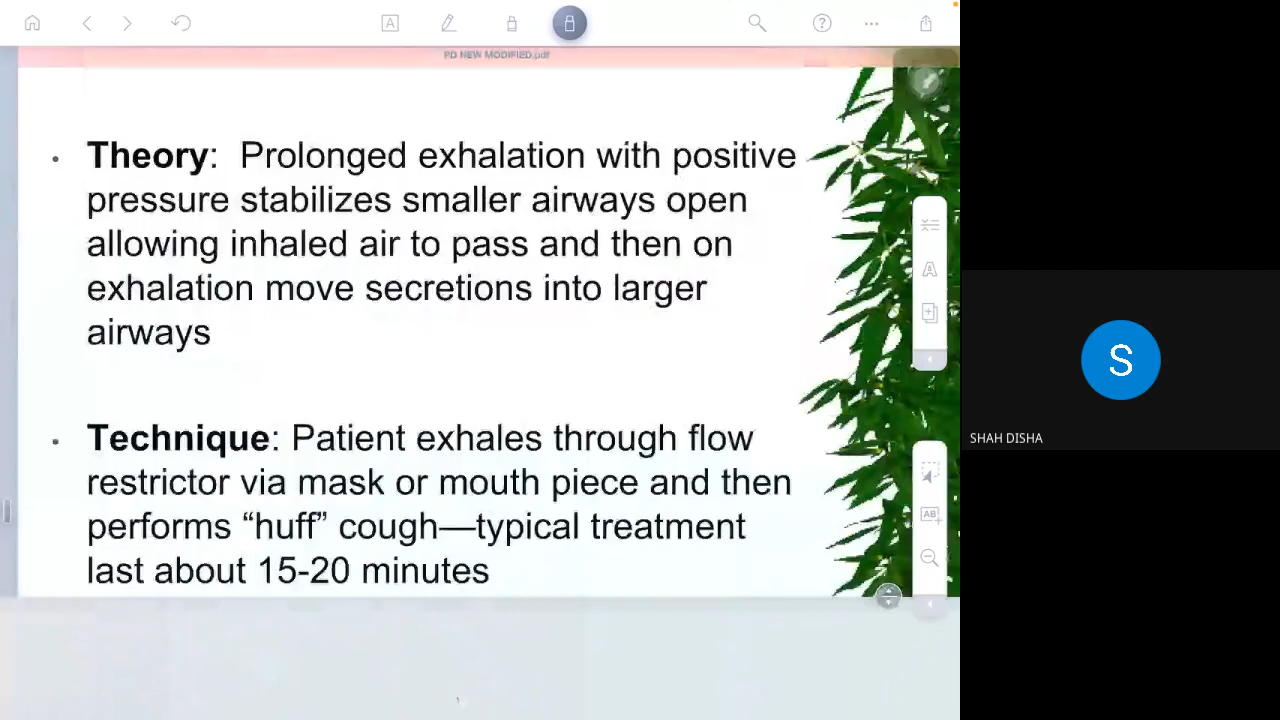 PD NEW MODIFIED.pdf
• Theory: Prolonged exhalation with positive
pressure stabilizes smaller airways open
allowing inhaled air to pass and then on
exhalation move secretions into larger
airways
• Technique: Patient exhales through flow
restrictor via mask or mouth piece and then
performs “huff” cough—typical treatment
last about 15-20 minutes
A
?
A
AB
S
SHAH DISHA